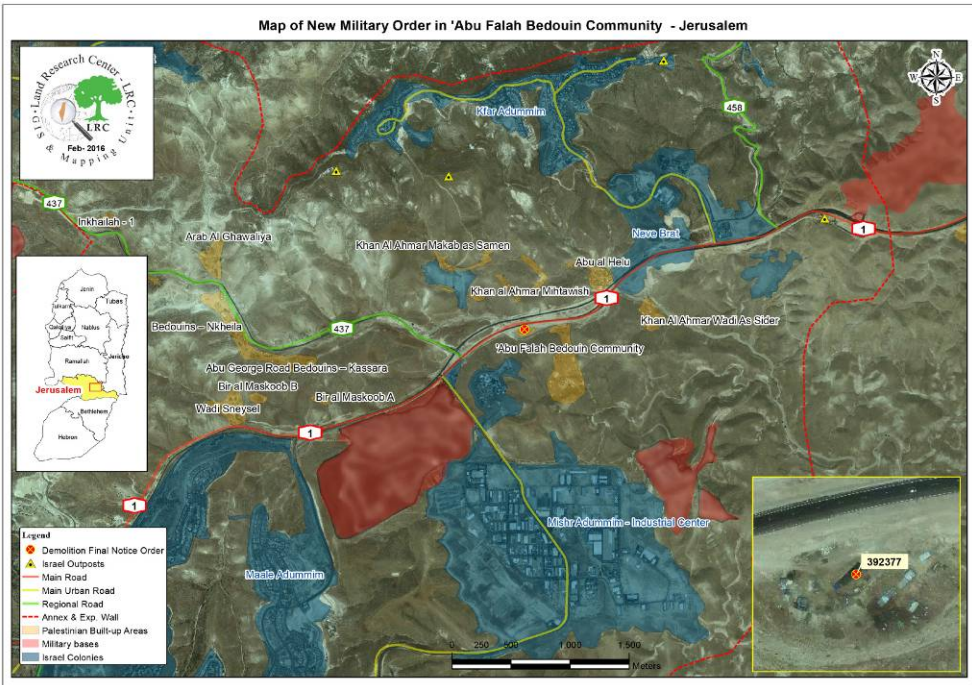 Map of New Military Order in 'Abu Falah Bedouin Community - Jerusalem
Land Research Center - LRC
GIS & Mapping Unit
LRC
Feb- 2016
Kfar Adummim
458
437
Inkhailah - 1
Arab Al Ghawaliya
Khan Al Ahmar Makab as Samen
Neve Brat
1
Abu al Helu
Khan al Ahmar Mihtawish
1
Khan Al Ahmar Wadi As Sider
Bedouins – Nkheila
437
'Abu Falah Bedouin Community
Abu George Road Bedouins – Kassara
Bir al Maskoob B
Bir al Maskoob A
Wadi Sneysel
1
1
Mishr Adummim - Industrial Center
Maale Adummim
Jenin
Tubas
Tulkarm
Qalqiliya
Nablus
Salfit
Ramallah
Jericho
Jerusalem
Bethlehem
Hebron
N
W
E
S
Legend
Demolition Final Notice Order
Israel Outposts
Main Road
Main Urban Road
Regional Road
Annex & Exp. Wall
Palestinian Built-up Areas
Military bases
Israel Colonies
0 250 500 1,000 1,500
Meters
392377